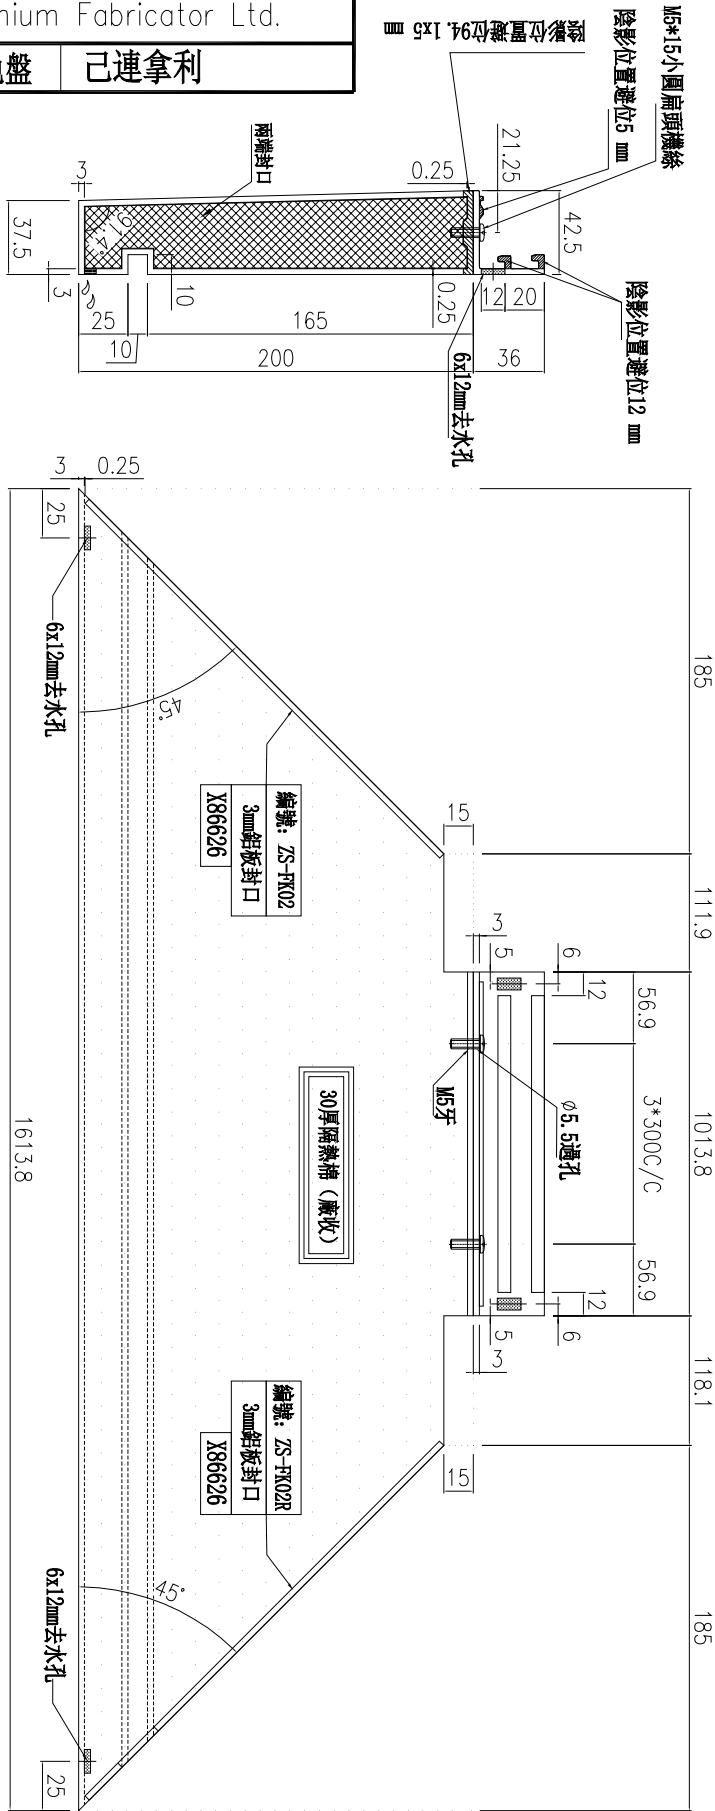 nium Fabricator Ltd.
盤
己連拿利
陰影位置避位94.1x5 mm
M5*15小圓扁頭機絲
陰影位置避位5 mm
陰影位置避位12 mm
兩端封口
6x12mm去水孔
3
0.25
21.25
42.5
37.5
91.4°
3
10
0.25
12
20
25
165
10
200
36
3
0.25
25
6x12mm去水孔
45°
185
編號: ZS-FK02
3mm鋁板封口
X86626
15
111.9
3
5
6
12
56.9
M5牙
Ø5.5過孔
3*300C/C
1013.8
30厚隔熱棉（廠收）
1613.8
56.9
12
5
6
3
118.1
編號: ZS-FK02R
3mm鋁板封口
X86626
15
45°
185
6x12mm去水孔
25